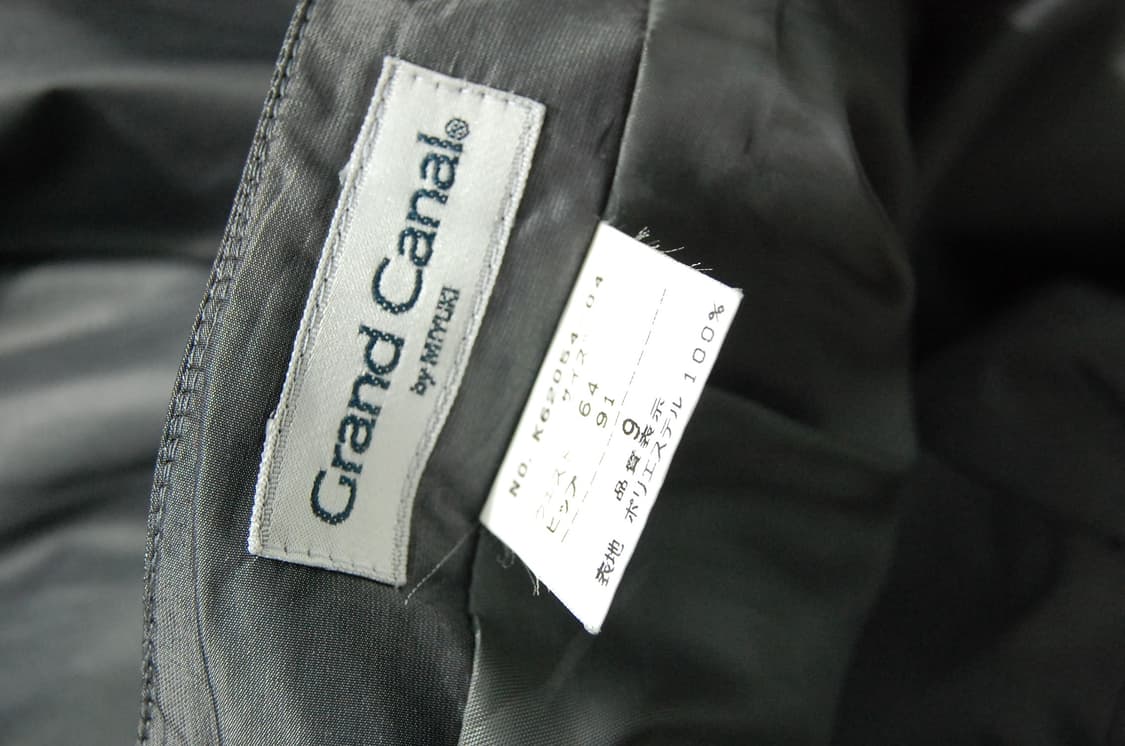 Grand Canal®
by MIYUKI
NO. K62054 04
サイズ
ウェスト 64
ヒップ 91
9
品質表示
表地 ポリエステル 100%